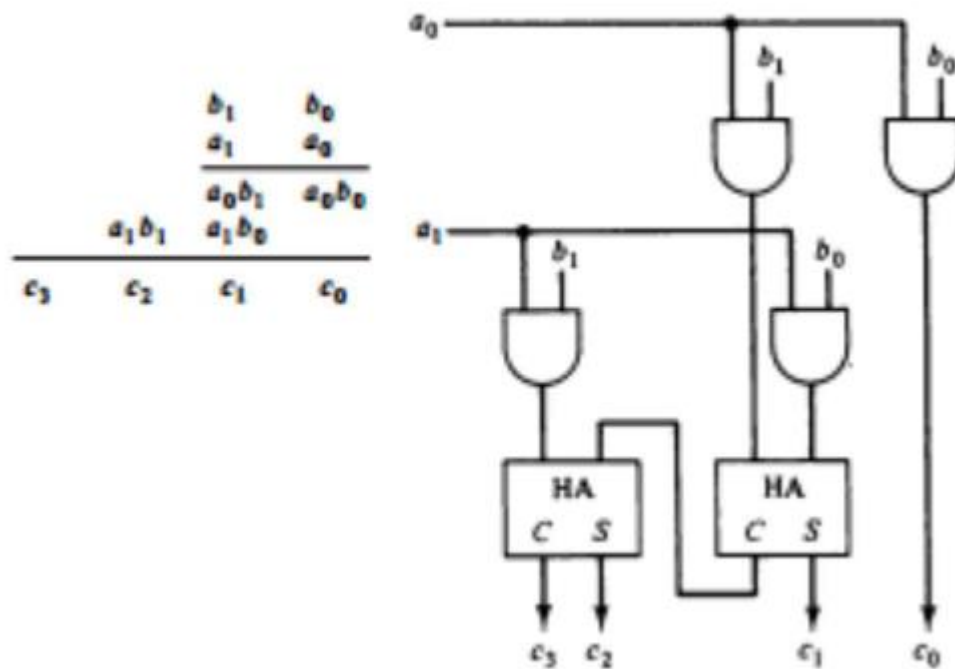 b₁ b₀
a₁ a₀
a₀b₁ a₀b₀
a₁b₁ a₁b₀
c₃ c₂ c₁ c₀
a₀
b₁ b₀
a₁
b₁ b₀
HA HA
C S C S
c₃ c₂ c₁ c₀